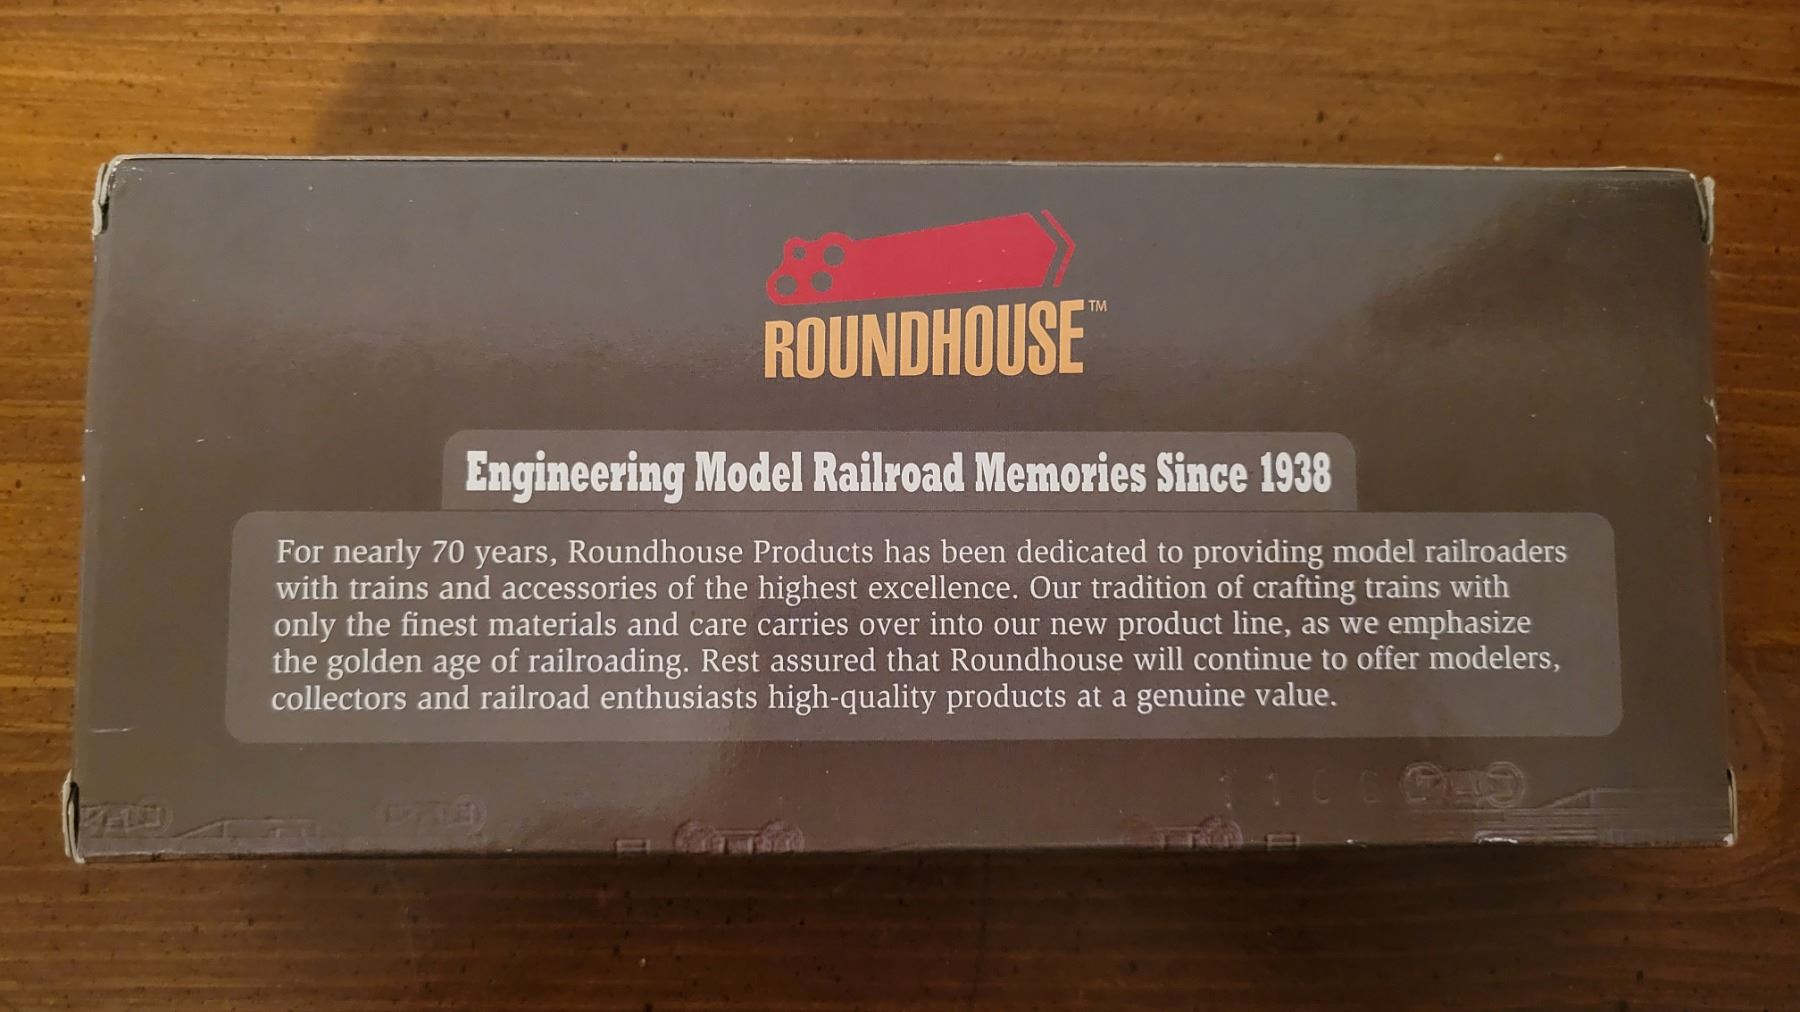 ROUNDHOUSE™
Engineering Model Railroad Memories Since 1938
For nearly 70 years, Roundhouse Products has been dedicated to providing model railroaders
with trains and accessories of the highest excellence. Our tradition of crafting trains with
only the finest materials and care carries over into our new product line, as we emphasize
the golden age of railroading. Rest assured that Roundhouse will continue to offer modelers,
collectors and railroad enthusiasts high-quality products at a genuine value.